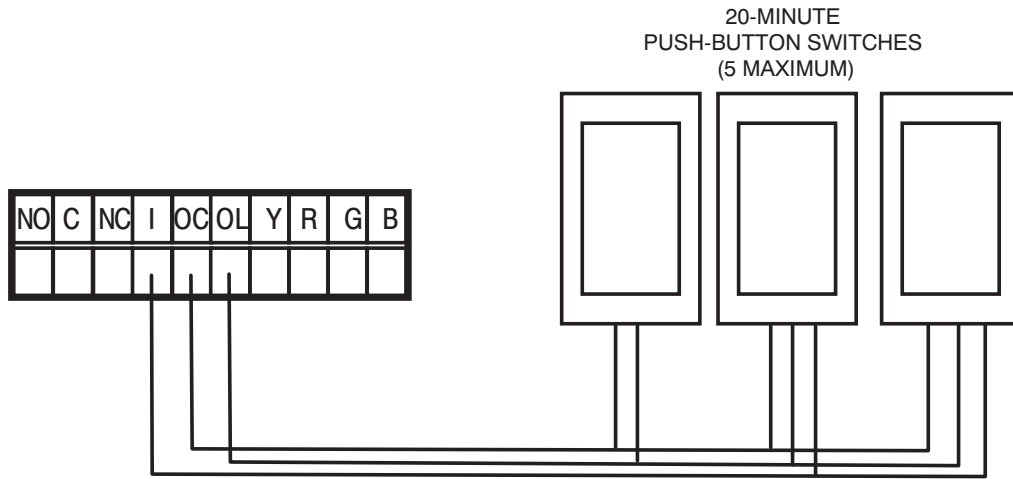 20-MINUTE
PUSH-BUTTON SWITCHES
(5 MAXIMUM)
NO C NC I OC OL Y R G B